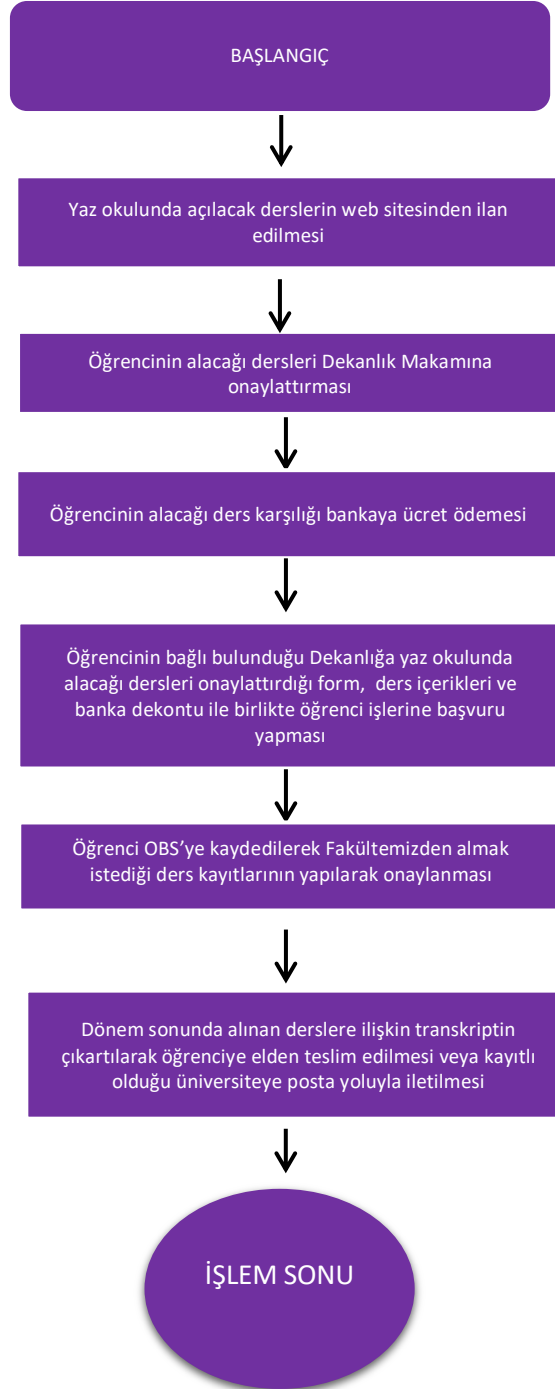 BAŞLANGIÇ
Yaz okulunda açılacak derslerin web sitesinden ilan
edilmesi
Öğrencinin alacağı dersleri Dekanlık Makamına
onaylattırması
Öğrencinin alacağı ders karşılığı bankaya ücret ödemesi
Öğrencinin bağlı bulunduğu Dekanlığa yaz okulunda
alacağı dersleri onaylattırdığı form, ders içerikleri ve
banka dekontu ile birlikte öğrenci işlerine başvuru
yapması
Öğrenci OBS’ye kaydedilerek Fakültemizden almak
istediği ders kayıtlarının yapılarak onaylanması
Dönem sonunda alınan derslere ilişkin transkriptin
çıkartılarak öğrenciye elden teslim edilmesi veya kayıtlı
olduğu üniversiteye posta yoluyla iletilmesi
İŞLEM SONU